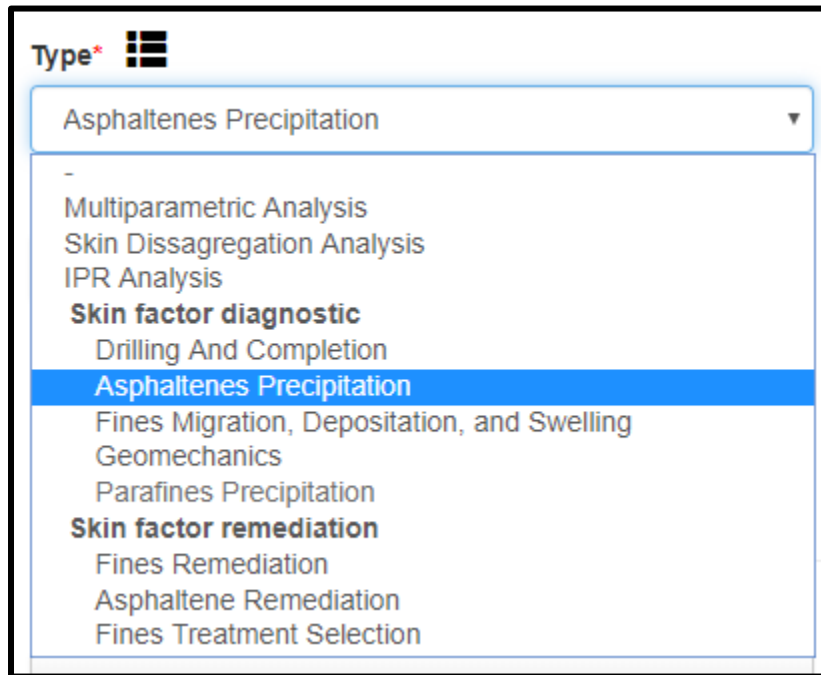 Type*
Asphaltenes Precipitation
-
Multiparametric Analysis
Skin Dissagregation Analysis
IPR Analysis
Skin factor diagnostic
Drilling And Completion
Asphaltenes Precipitation
Fines Migration, Depositation, and Swelling
Geomechanics
Parafines Precipitation
Skin factor remediation
Fines Remediation
Asphaltene Remediation
Fines Treatment Selection